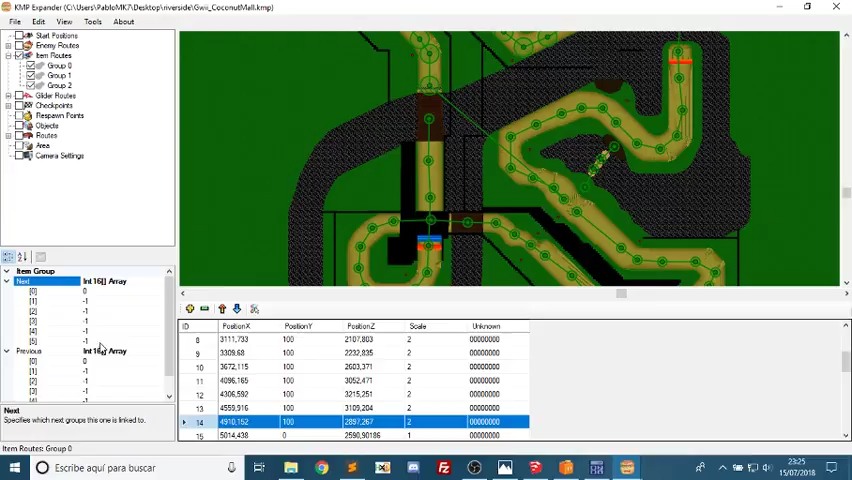 KMP Expander (C:\Users\PabloMK7\Desktop\riverside\Gwii_CoconutMall.kmp)
File Edit View Tools About
Start Positions
Enemy Routes
Item Routes
Group 0
Group 1
Group 2
Glider Routes
Checkpoints
Respawn Points
Objects
Routes
Area
Camera Settings
Item Group
Next Int16[] Array
[0] 0
[1] -1
[2] -1
[3] -1
[4] -1
[5] -1
Previous Int16[] Array
[0] 0
[1] -1
[2] -1
[3] -1
[4] -1
Next
Specifies which next groups this one is linked to.
ID PositionX PositionY PositionZ Scale Unknown
8 3111,733 100 2107,803 2 00000000
9 3309,68 100 2232,835 2 00000000
10 3672,115 100 2603,371 2 00000000
11 4096,165 100 3052,471 2 00000000
12 4306,592 100 3215,251 2 00000000
13 4559,916 100 3109,204 2 00000000
14 4910,152 100 2897,267 2 00000000
15 5014,438 0 2590,90186 1 00000000
Item Routes: Group 0
Escribe aquí para buscar
23:25
15/07/2018